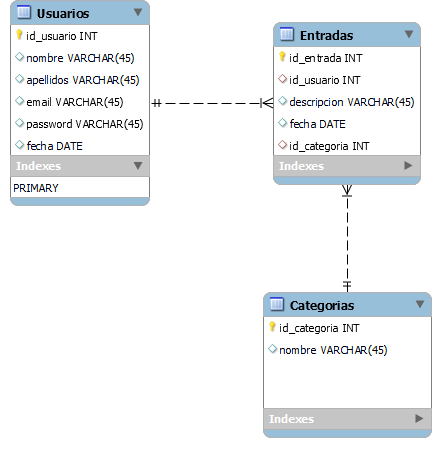 Usuarios
id_usuario INT
nombre VARCHAR(45)
apellidos VARCHAR(45)
email VARCHAR(45)
password VARCHAR(45)
fecha DATE
Indexes
PRIMARY
Entradas
id_entrada INT
id_usuario INT
descripcion VARCHAR(45)
fecha DATE
id_categoria INT
Indexes
Categorias
id_categoria INT
nombre VARCHAR(45)
Indexes